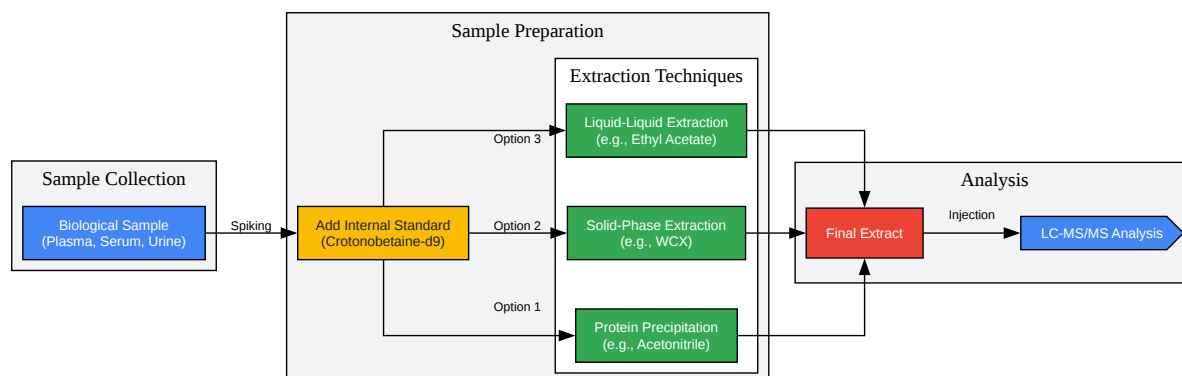 Sample Preparation
Extraction Techniques
Liquid-Liquid Extraction
(e.g., Ethyl Acetate)
Option 3
Sample Collection
Biological Sample
(Plasma, Serum, Urine)
Spiking
Add Internal Standard
(Crotonobetaine-d9)
Option 2
Solid-Phase Extraction
(e.g., WCX)
Option 1
Protein Precipitation
(e.g., Acetonitrile)
Analysis
Final Extract
Injection
LC-MS/MS Analysis